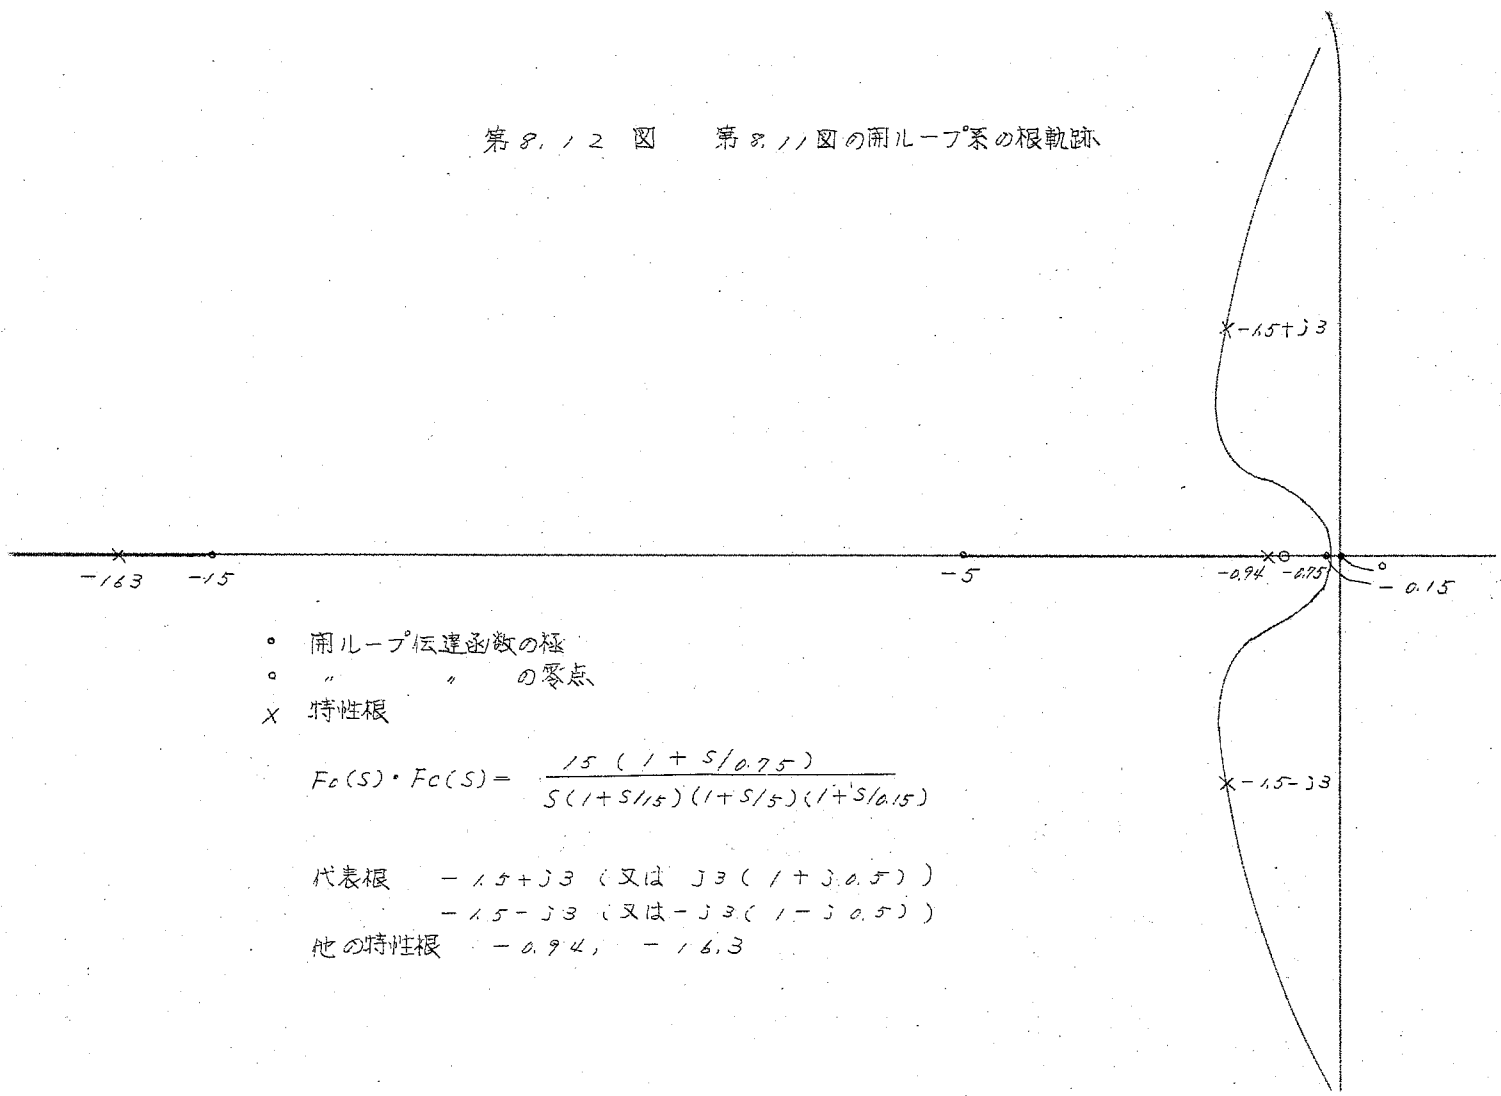 第8.12図 第8.11図の開ループ系の根軌跡
-1.5+j3
-163 -15 -5 -0.94 -0.75 0
-0.15
開ループ伝達函数の極
〃 〃 の零点
× 特性根
Fc(S)・Fc(S)= 15(1+S/0.75) / S(1+S/15)(1+S/5)(1+S/0.15)
-1.5-j3
代表根 -1.5+j3(又は j3(1+j0.5))
-1.5-j3(又は-j3(1-j0.5))
他の特性根 -0.94, -16.3